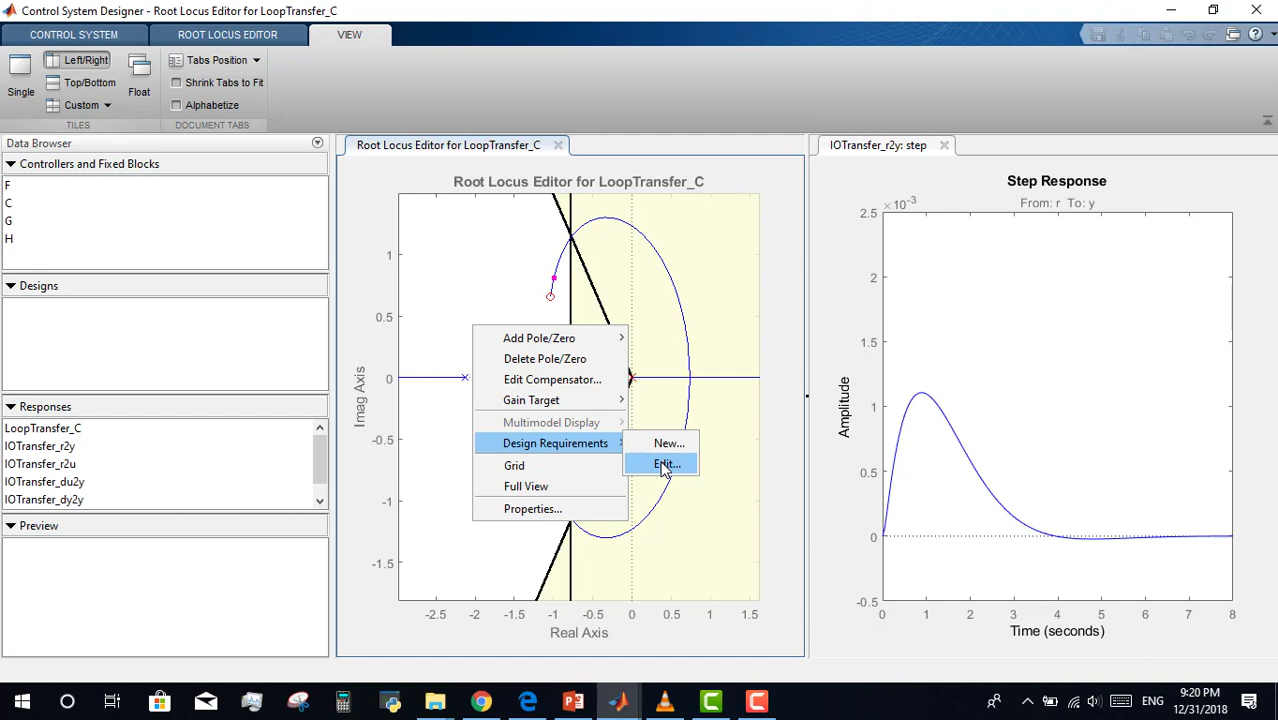 Control System Designer - Root Locus Editor for LoopTransfer_C
CONTROL SYSTEM
ROOT LOCUS EDITOR
VIEW
Single
Left/Right
Top/Bottom
Custom
Float
TILES
Tabs Position
Shrink Tabs to Fit
Alphabetize
DOCUMENT TABS
Data Browser
Controllers and Fixed Blocks
F
C
G
H
Designs
Responses
LoopTransfer_C
IOTransfer_r2y
IOTransfer_r2u
IOTransfer_du2y
IOTransfer_dy2y
Preview
Root Locus Editor for LoopTransfer_C
Root Locus Editor for LoopTransfer_C
1
0.5
0
-0.5
-1
-1.5
Imag Axis
-2.5 -2 -1.5 -1 -0.5 0 0.5 1 1.5
Real Axis
Add Pole/Zero
Delete Pole/Zero
Edit Compensator...
Gain Target
Multimodel Display
Design Requirements
Grid
Full View
Properties...
New...
Edit...
IOTransfer_r2y: step
Step Response
From: r To: y
×10⁻³
2.5
2
1.5
1
0.5
0
-0.5
Amplitude
0 1 2 3 4 5 6 7 8
Time (seconds)
ENG
9:20 PM
12/31/2018